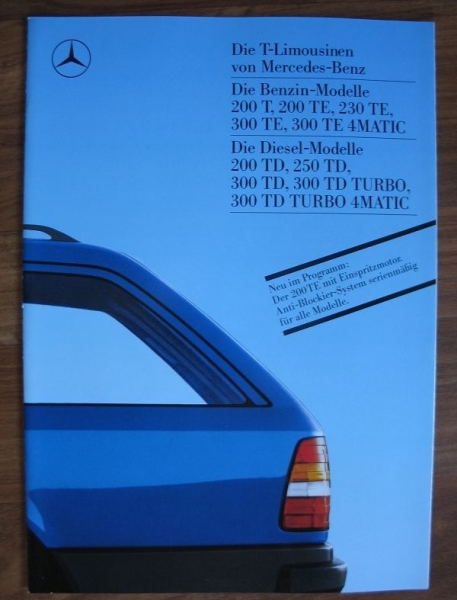 Die T-Limousinen
von Mercedes-Benz
Die Benzin-Modelle
200 T, 200 TE, 230 TE,
300 TE, 300 TE 4MATIC
Die Diesel-Modelle
200 TD, 250 TD,
300 TD, 300 TD TURBO,
300 TD TURBO 4MATIC
Neu im Programm:
Der 200 TE mit Einspritzmotor.
Anti-Blockier-System serienmäßig
für alle Modelle.